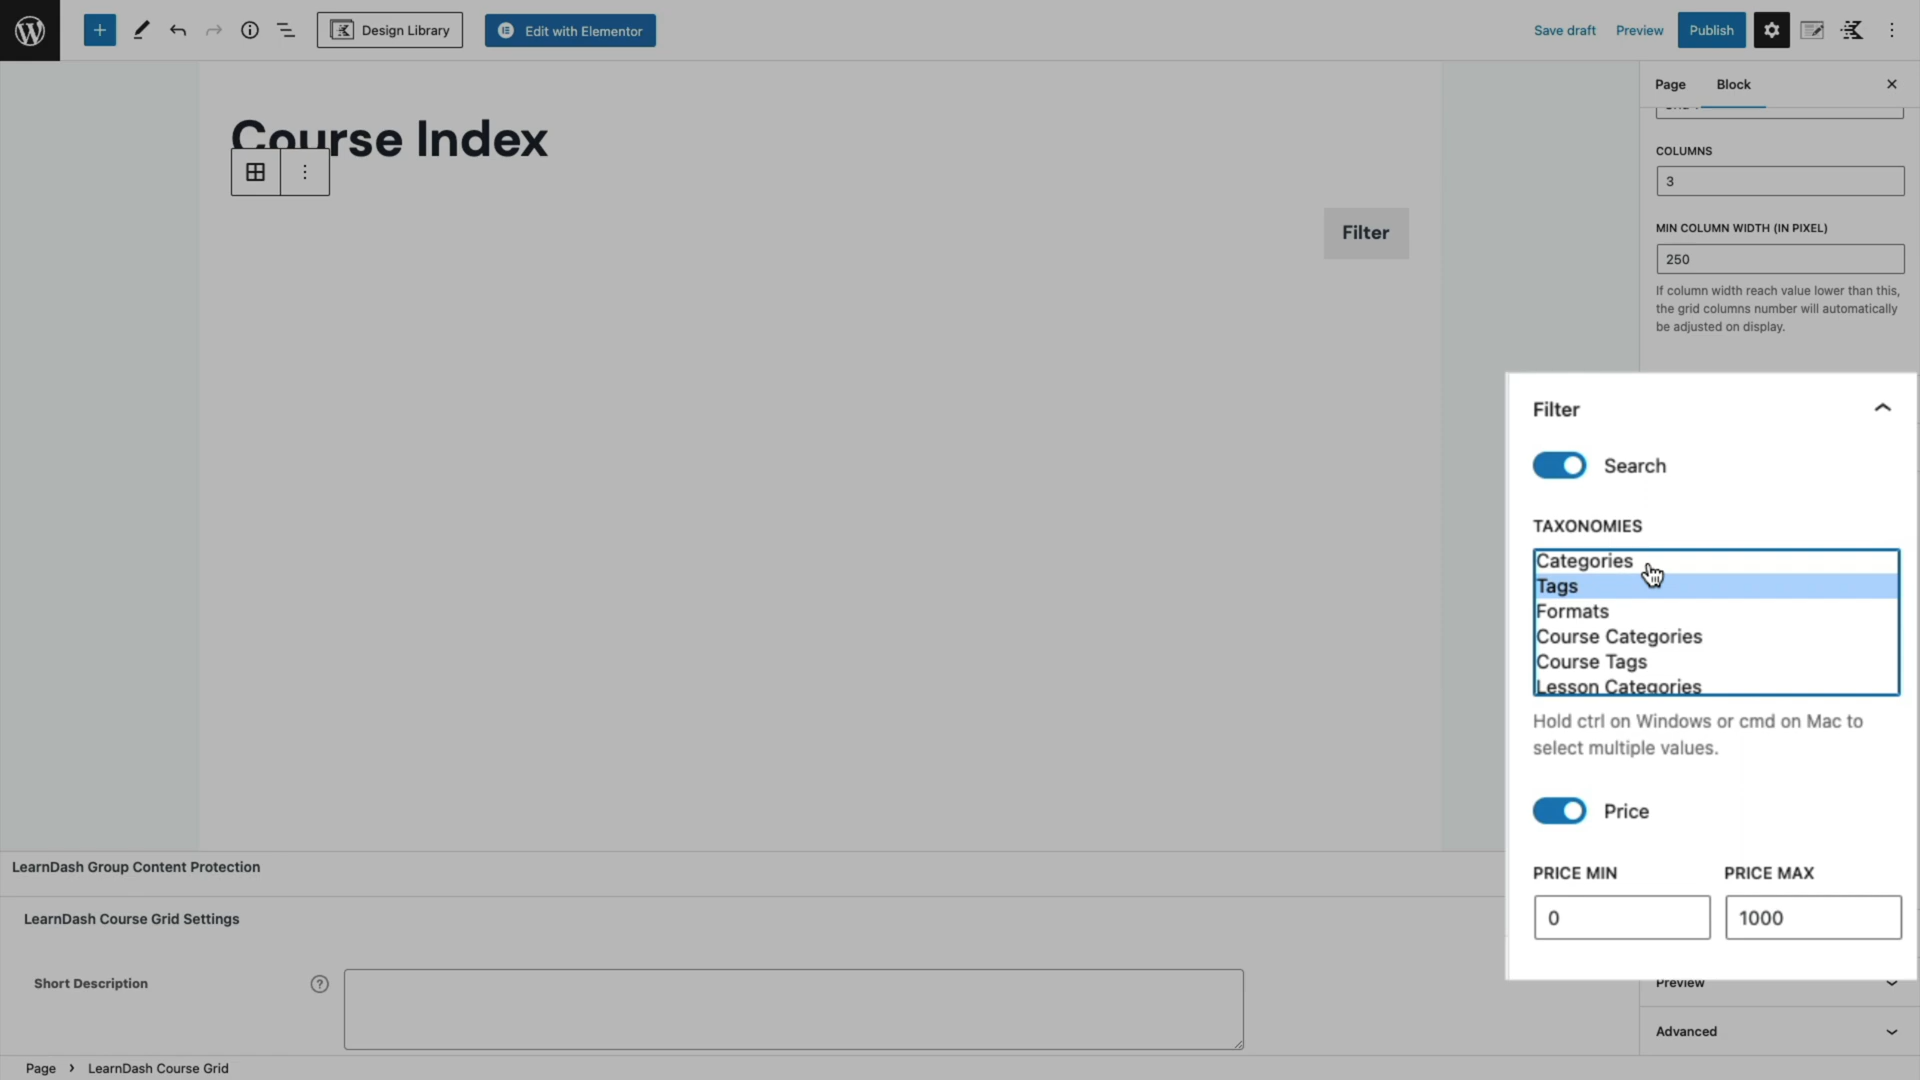 Design Library
Edit with Elementor
Save draft
Preview
Publish
Page
Block
Course Index
Filter
COLUMNS
3
MIN COLUMN WIDTH (IN PIXEL)
250
If column width reach value lower than this,
the grid columns number will automatically
be adjusted on display.
Filter
Search
TAXONOMIES
Categories
Tags
Formats
Course Categories
Course Tags
Lesson Categories
Hold ctrl on Windows or cmd on Mac to
select multiple values.
Price
PRICE MIN
PRICE MAX
0
1000
Preview
Advanced
LearnDash Group Content Protection
LearnDash Course Grid Settings
Short Description
Page › LearnDash Course Grid